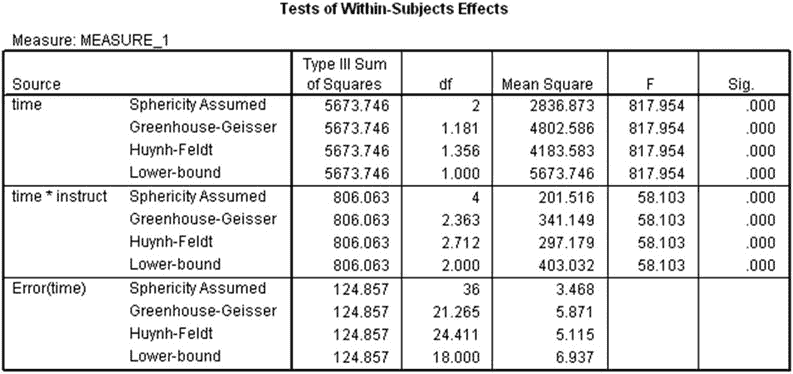 Tests of Within-Subjects Effects
Measure: MEASURE_1
Source Type III Sum of Squares df Mean Square F Sig.
time Sphericity Assumed 5673.746 2 2836.873 817.954 .000
Greenhouse-Geisser 5673.746 1.181 4802.586 817.954 .000
Huynh-Feldt 5673.746 1.356 4183.583 817.954 .000
Lower-bound 5673.746 1.000 5673.746 817.954 .000
time * instruct Sphericity Assumed 806.063 4 201.516 58.103 .000
Greenhouse-Geisser 806.063 2.363 341.149 58.103 .000
Huynh-Feldt 806.063 2.712 297.179 58.103 .000
Lower-bound 806.063 2.000 403.032 58.103 .000
Error(time) Sphericity Assumed 124.857 36 3.468
Greenhouse-Geisser 124.857 21.265 5.871
Huynh-Feldt 124.857 24.411 5.115
Lower-bound 124.857 18.000 6.937